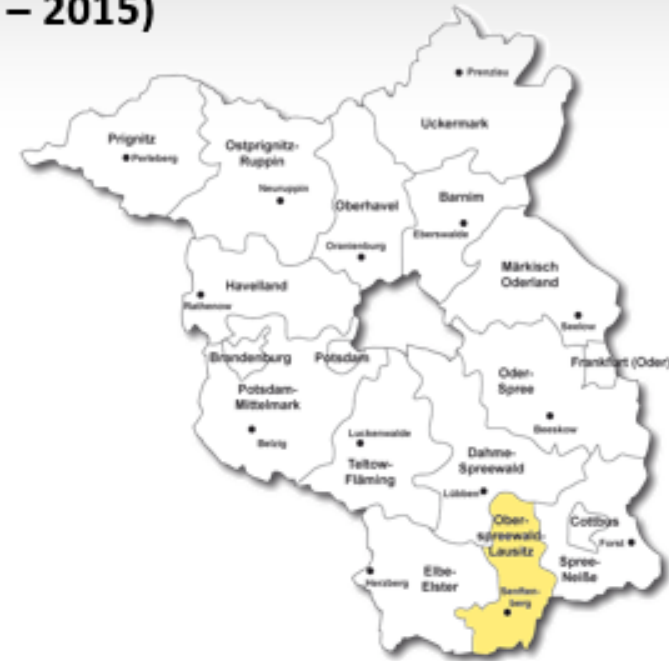 – 2015)
Prenzlau
Uckermark
Prignitz
Perleberg
Ostprignitz-
Ruppin
Neuruppin
Oberhavel
Oranienburg
Barnim
Eberswalde
Märkisch
Oderland
Seelow
Havelland
Rathenow
Brandenburg
Potsdam
Potsdam-
Mittelmark
Belzig
Frankfurt (Oder)
Oder-
Spree
Beeskow
Luckenwalde
Teltow-
Fläming
Dahme-
Spreewald
Lübben
Ober-
spreewald-
Lausitz
Senften-
berg
Cottbus
Forst
Spree-
Neiße
Elbe-
Elster
Herzberg